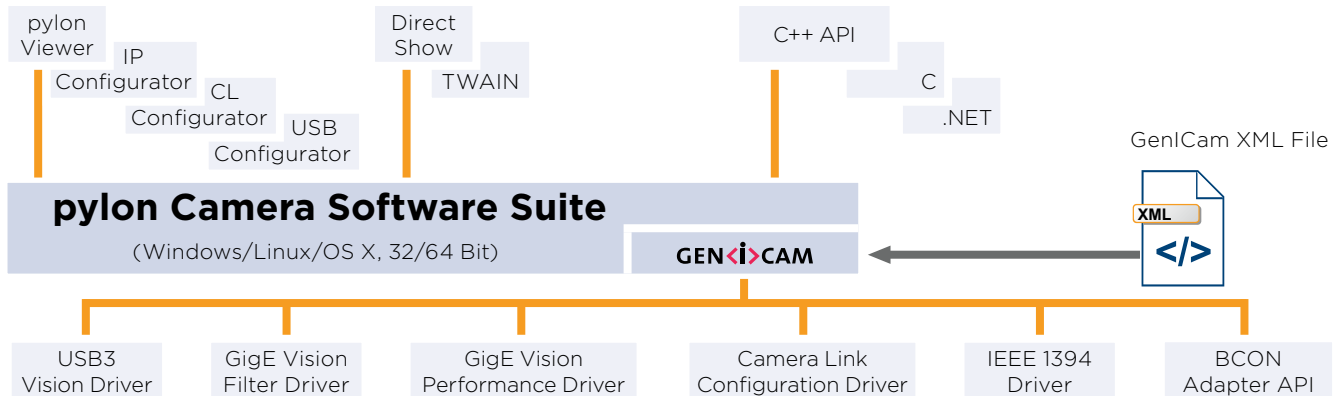 pylon
Viewer
IP
Configurator
CL
Configurator
USB
Configurator
Direct
Show
TWAIN
C++ API
C
.NET
GenICam XML File
XML
</>
pylon Camera Software Suite
(Windows/Linux/OS X, 32/64 Bit)
GEN<i>CAM
USB3
Vision Driver
GigE Vision
Filter Driver
GigE Vision
Performance Driver
Camera Link
Configuration Driver
IEEE 1394
Driver
BCON
Adapter API